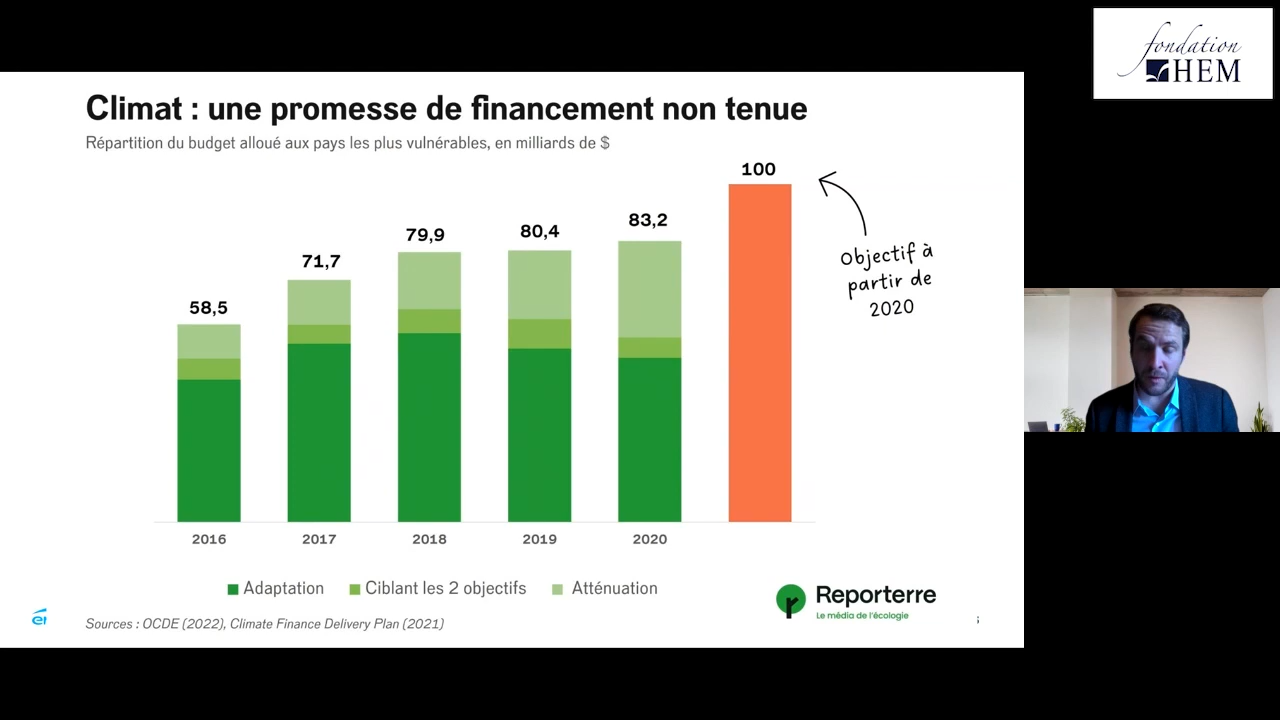 fondation
HEM
Climat : une promesse de financement non tenue
Répartition du budget alloué aux pays les plus vulnérables, en milliards de $
58,5
71,7
79,9
80,4
83,2
100
Objectif à
partir de
2020
2016
2017
2018
2019
2020
Adaptation
Ciblant les 2 objectifs
Atténuation
Reporterre
Le média de l'écologie
Sources : OCDE (2022), Climate Finance Delivery Plan (2021)